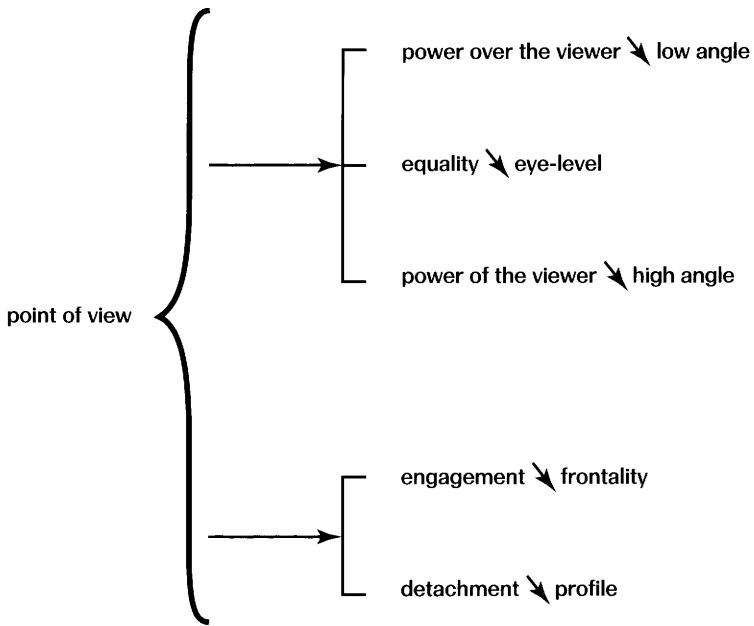 power over the viewer ↘ low angle
equality ↘ eye-level
power of the viewer ↘ high angle
point of view
engagement ↘ frontality
detachment ↘ profile